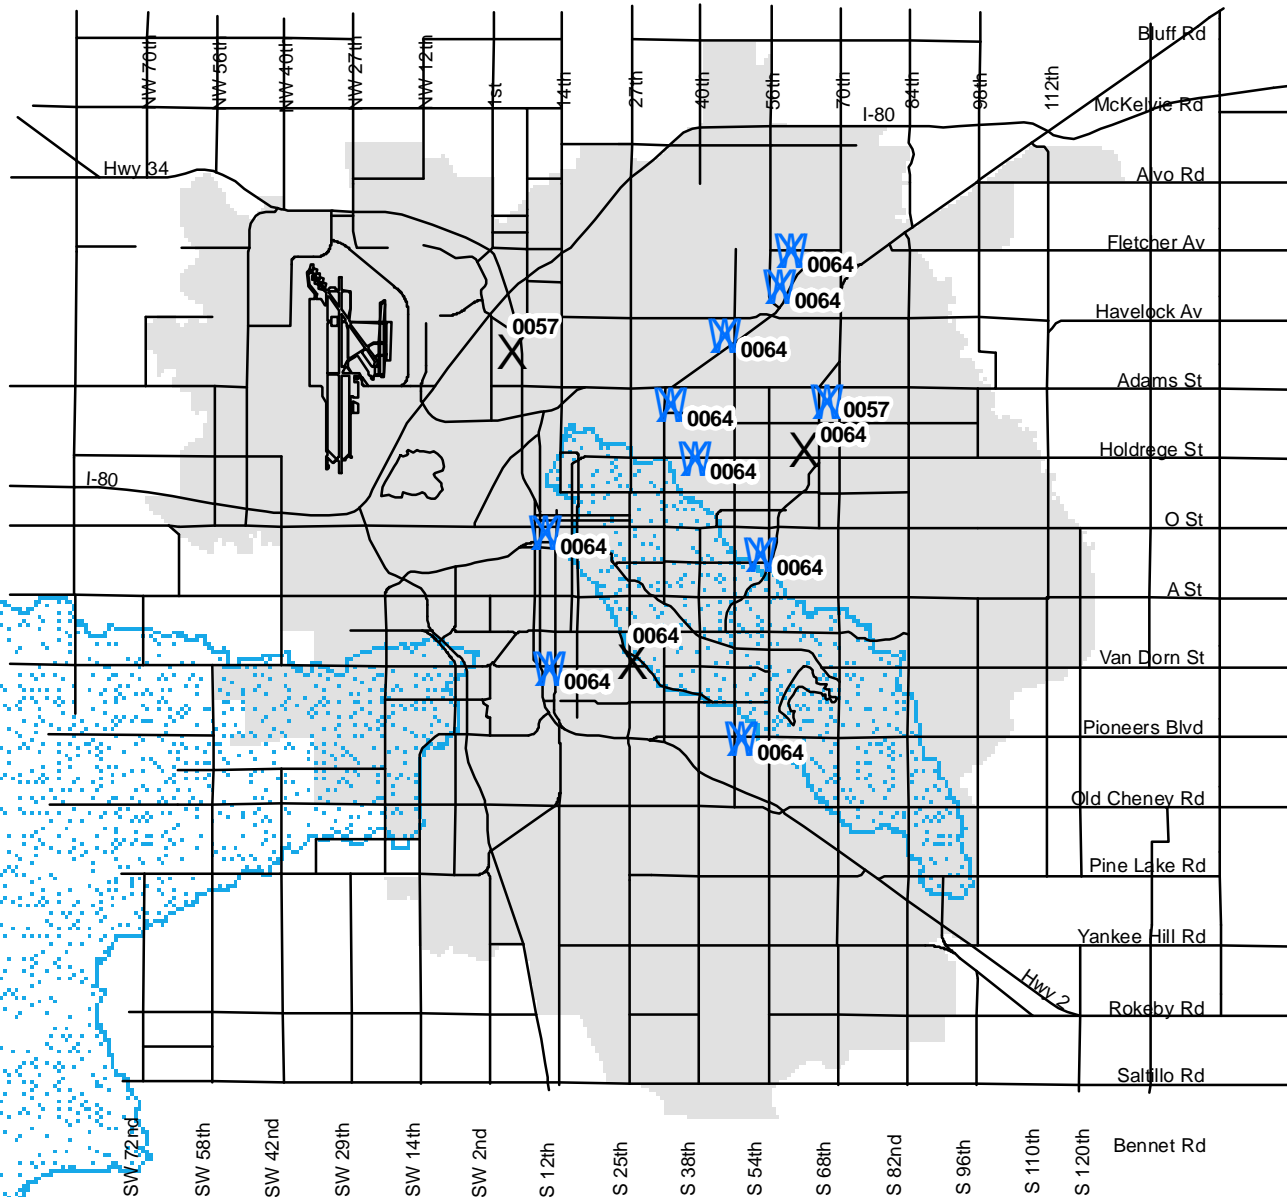 Bluff Rd
NW 70th
NW 56th
NW 40th
NW 27th
NW 12th
1st
14th
27th
40th
56th
70th
84th
98th
112th
McKelvie Rd
I-80
Hwy 34
Alvo Rd
Fletcher Av
0064
0064
Havelock Av
0057
0064
Adams St
0064
0057
0064
Holdrege St
0064
I-80
O St
0064
0064
A St
0064
Van Dorn St
0064
Pioneers Blvd
0064
Old Cheney Rd
Pine Lake Rd
Yankee Hill Rd
Hwy 2
Rokeby Rd
Saltillo Rd
Bennet Rd
SW 72nd
SW 58th
SW 42nd
SW 29th
SW 14th
SW 2nd
S 12th
S 25th
S 38th
S 54th
S 68th
S 82nd
S 96th
S 110th
S 120th